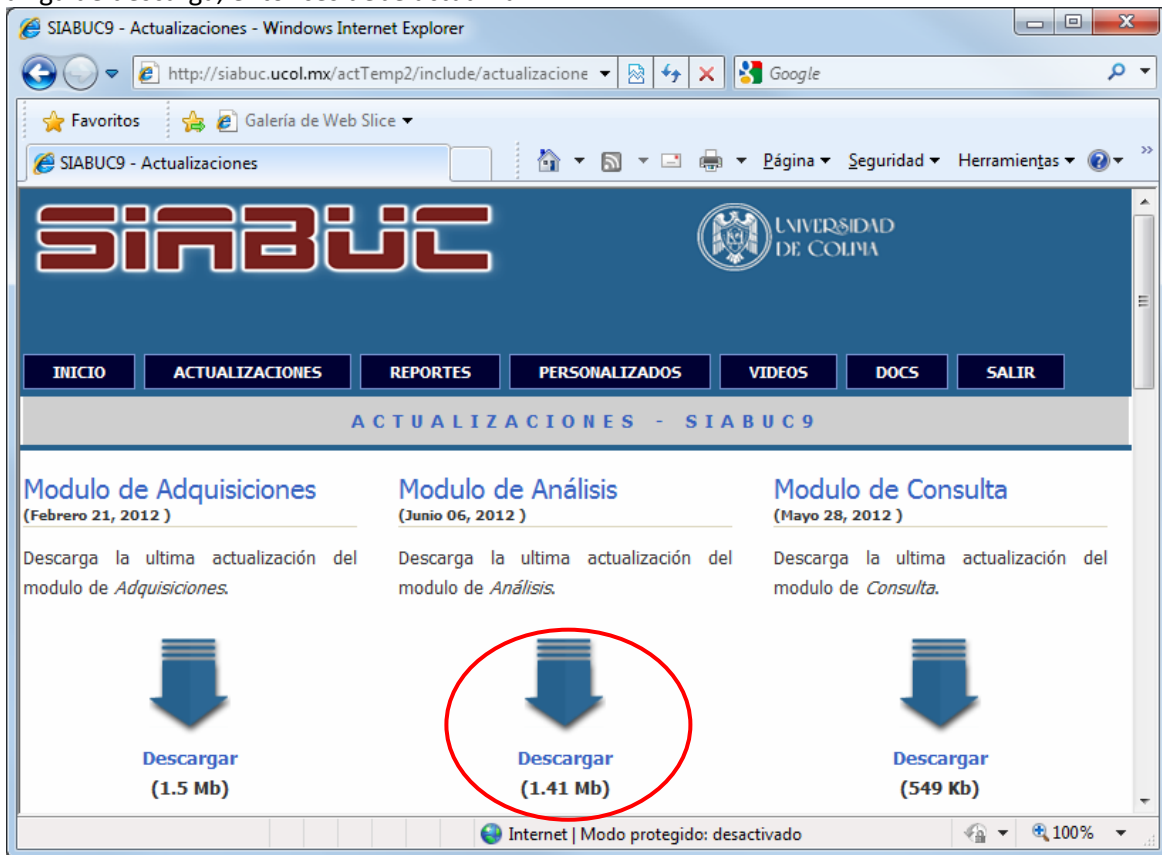 SIABUC9 - Actualizaciones - Windows Internet Explorer
http://siabuc.ucol.mx/actTemp2/include/actualizacione
Google
Favoritos
Galería de Web Slice
SIABUC9 - Actualizaciones
Página
Seguridad
Herramientas
SIABUC
UNIVERSIDAD
DE COLIMA
INICIO ACTUALIZACIONES REPORTES PERSONALIZADOS VIDEOS DOCS SALIR
ACTUALIZACIONES - SIABUC9
Modulo de Adquisiciones
(Febrero 21, 2012 )
Descarga la ultima actualización del
modulo de Adquisiciones.
Descargar
(1.5 Mb)
Modulo de Análisis
(Junio 06, 2012 )
Descarga la ultima actualización del
modulo de Análisis.
Descargar
(1.41 Mb)
Modulo de Consulta
(Mayo 28, 2012 )
Descarga la ultima actualización del
modulo de Consulta.
Descargar
(549 Kb)
Internet | Modo protegido: desactivado
100%